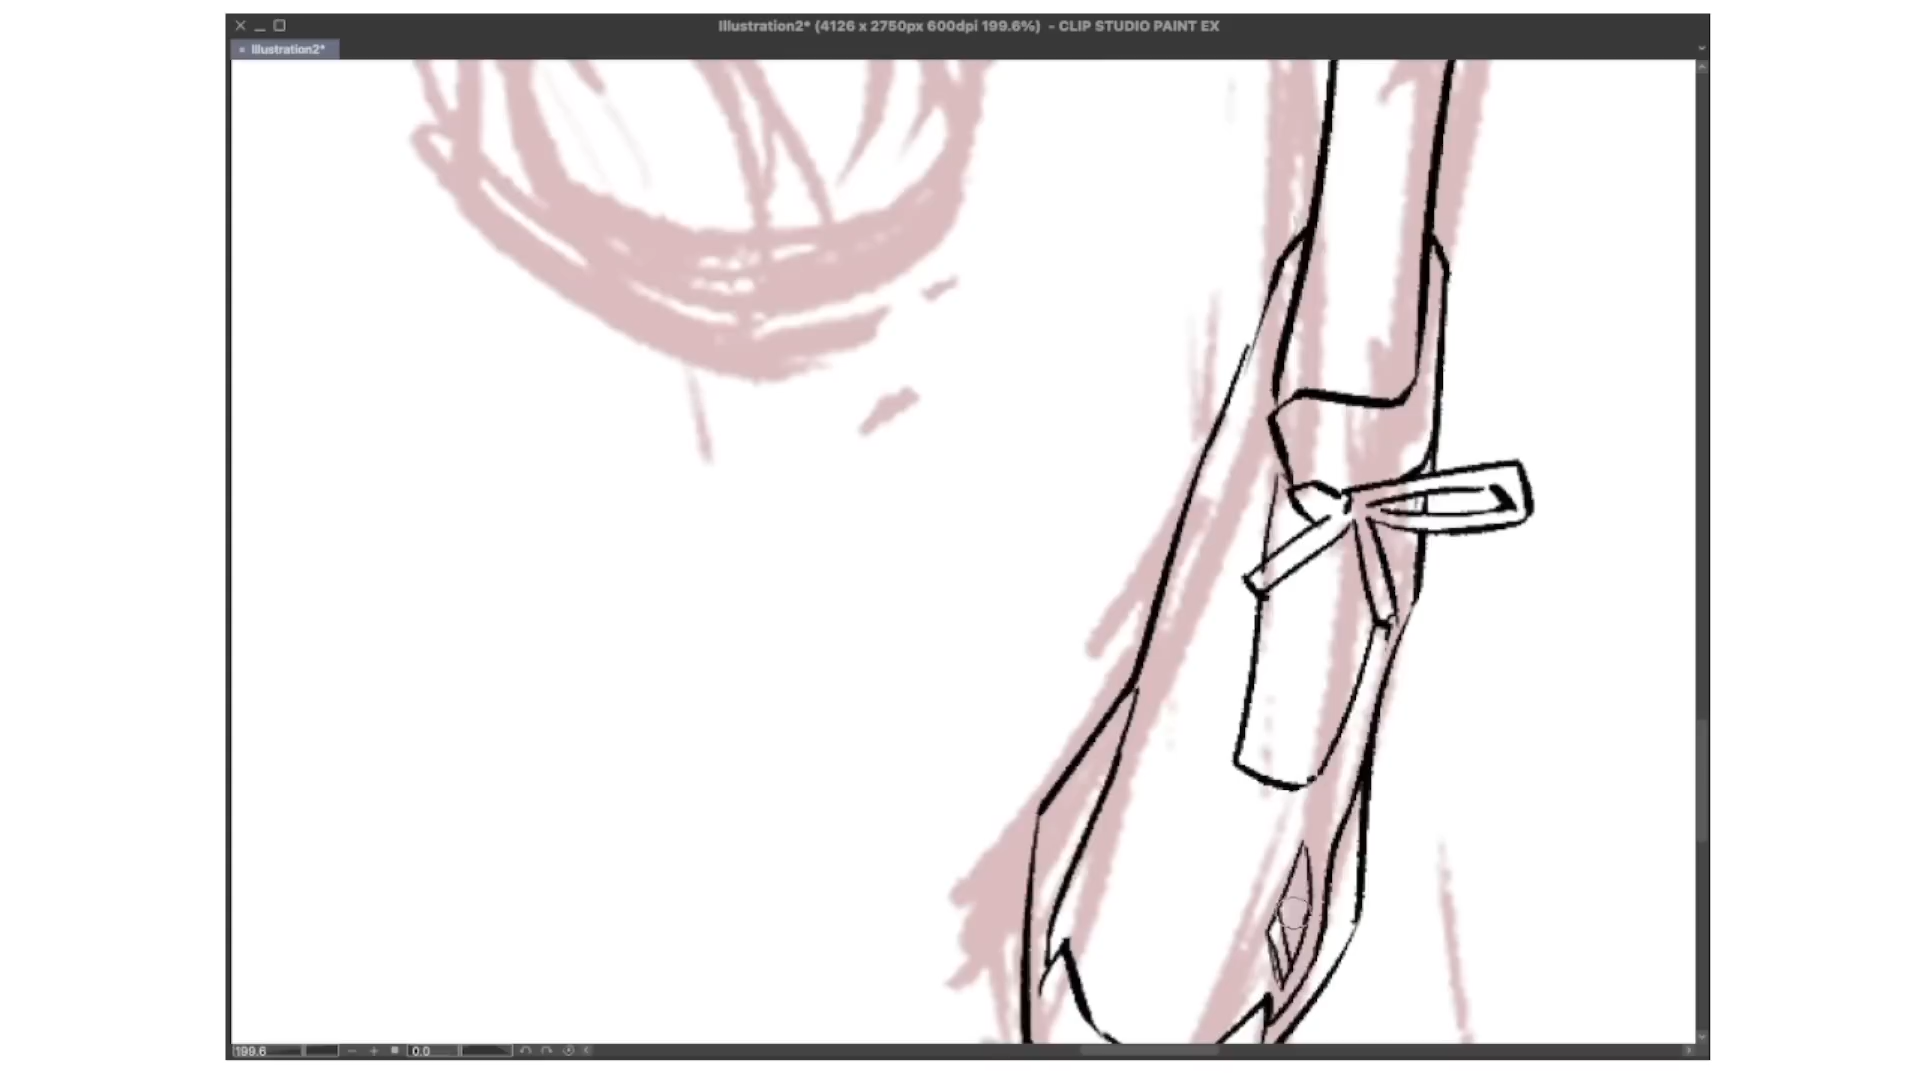 Illustration2* (4126 x 2750px 600dpi 199.6%) - CLIP STUDIO PAINT EX
Illustration2*
199.6
0.0